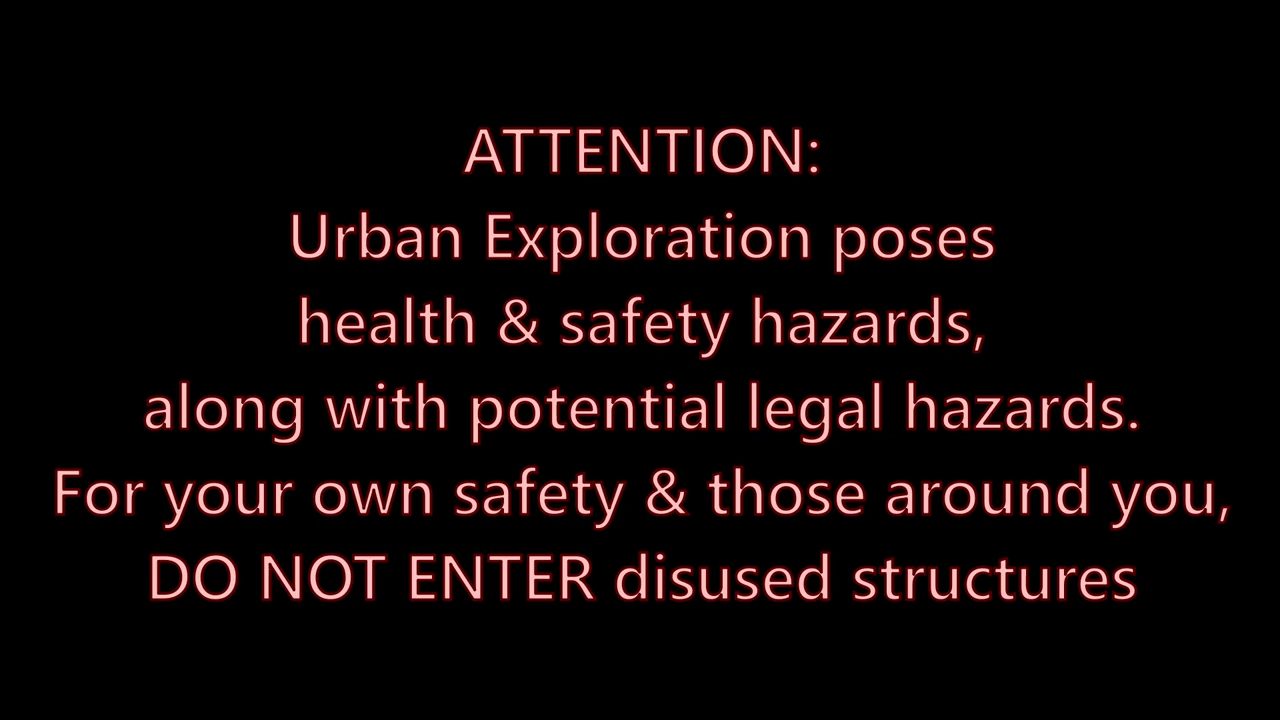 ATTENTION:
Urban Exploration poses
health & safety hazards,
along with potential legal hazards.
For your own safety & those around you,
DO NOT ENTER disused structures